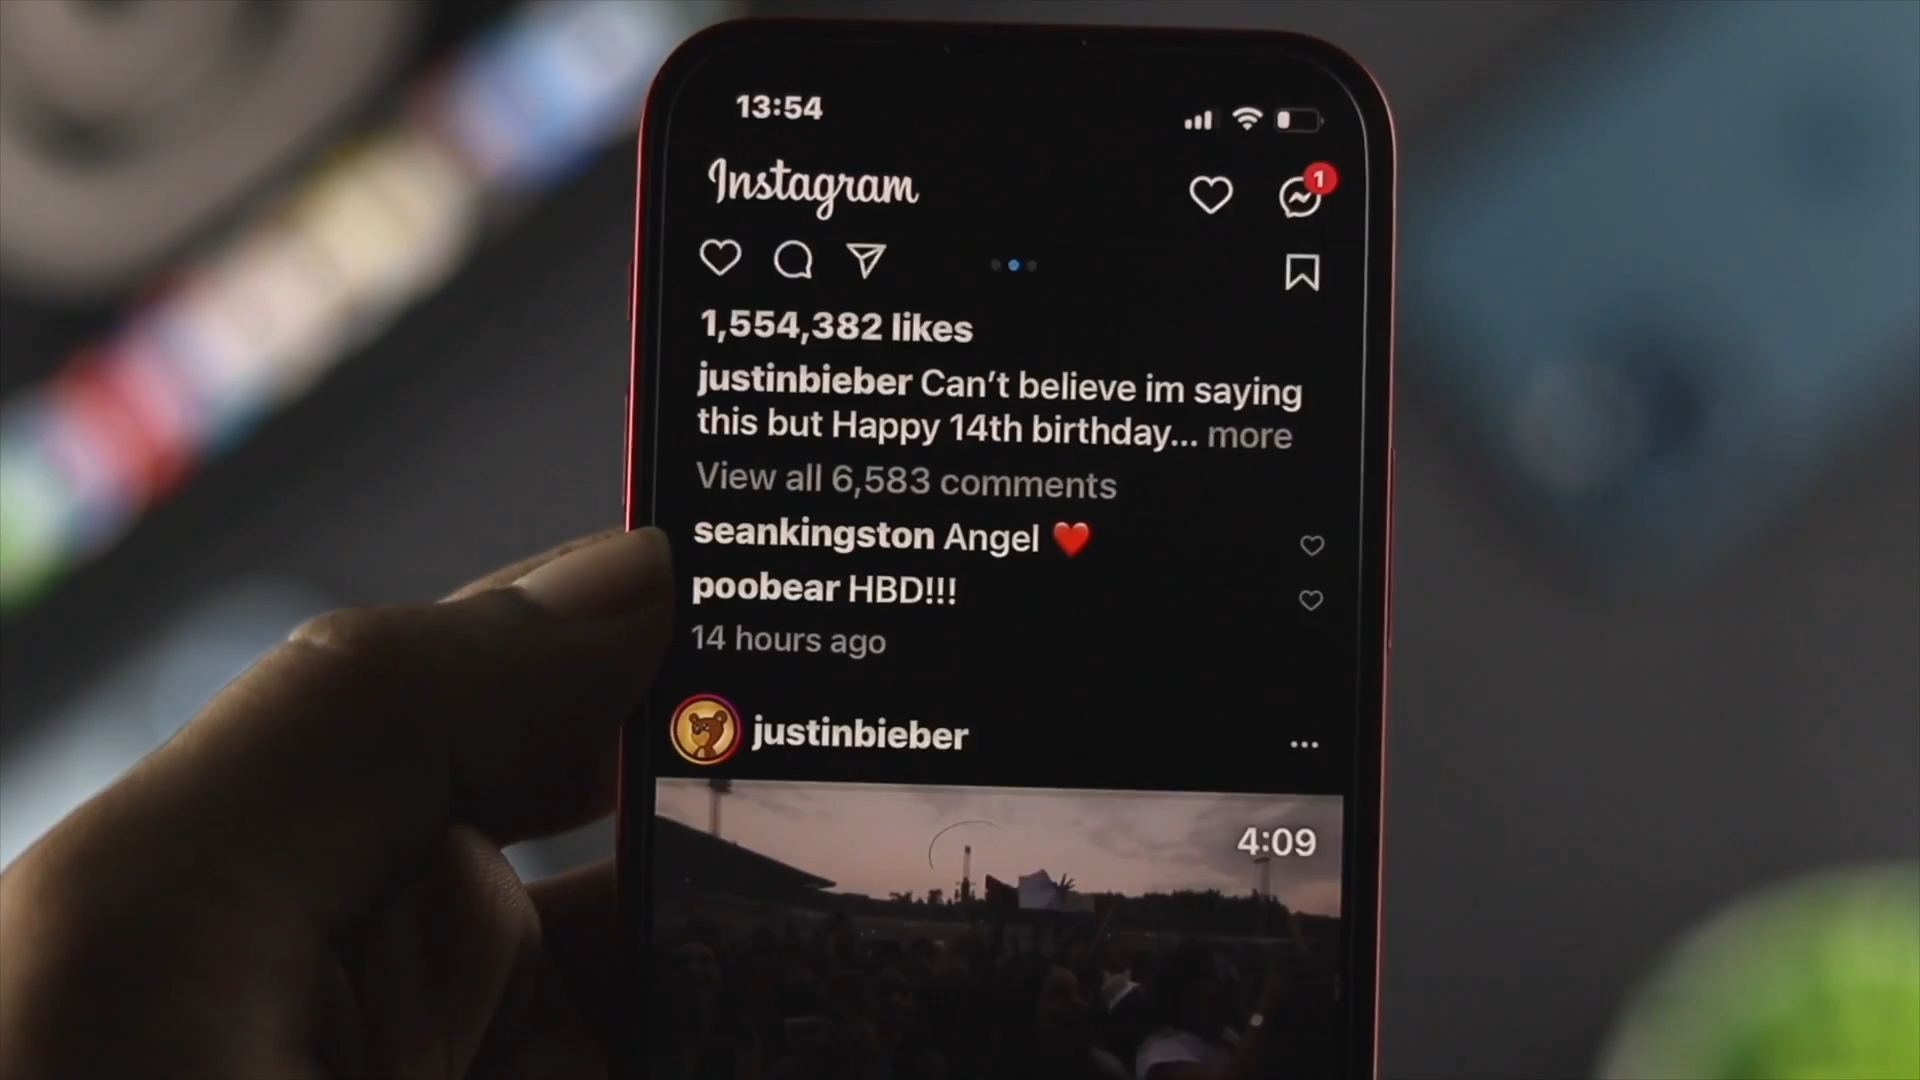 13:54
Instagram
1
1,554,382 likes
justinbieber Can't believe im saying
this but Happy 14th birthday... more
View all 6,583 comments
seankingston Angel ❤️
poobear HBD!!!
14 hours ago
justinbieber
4:09